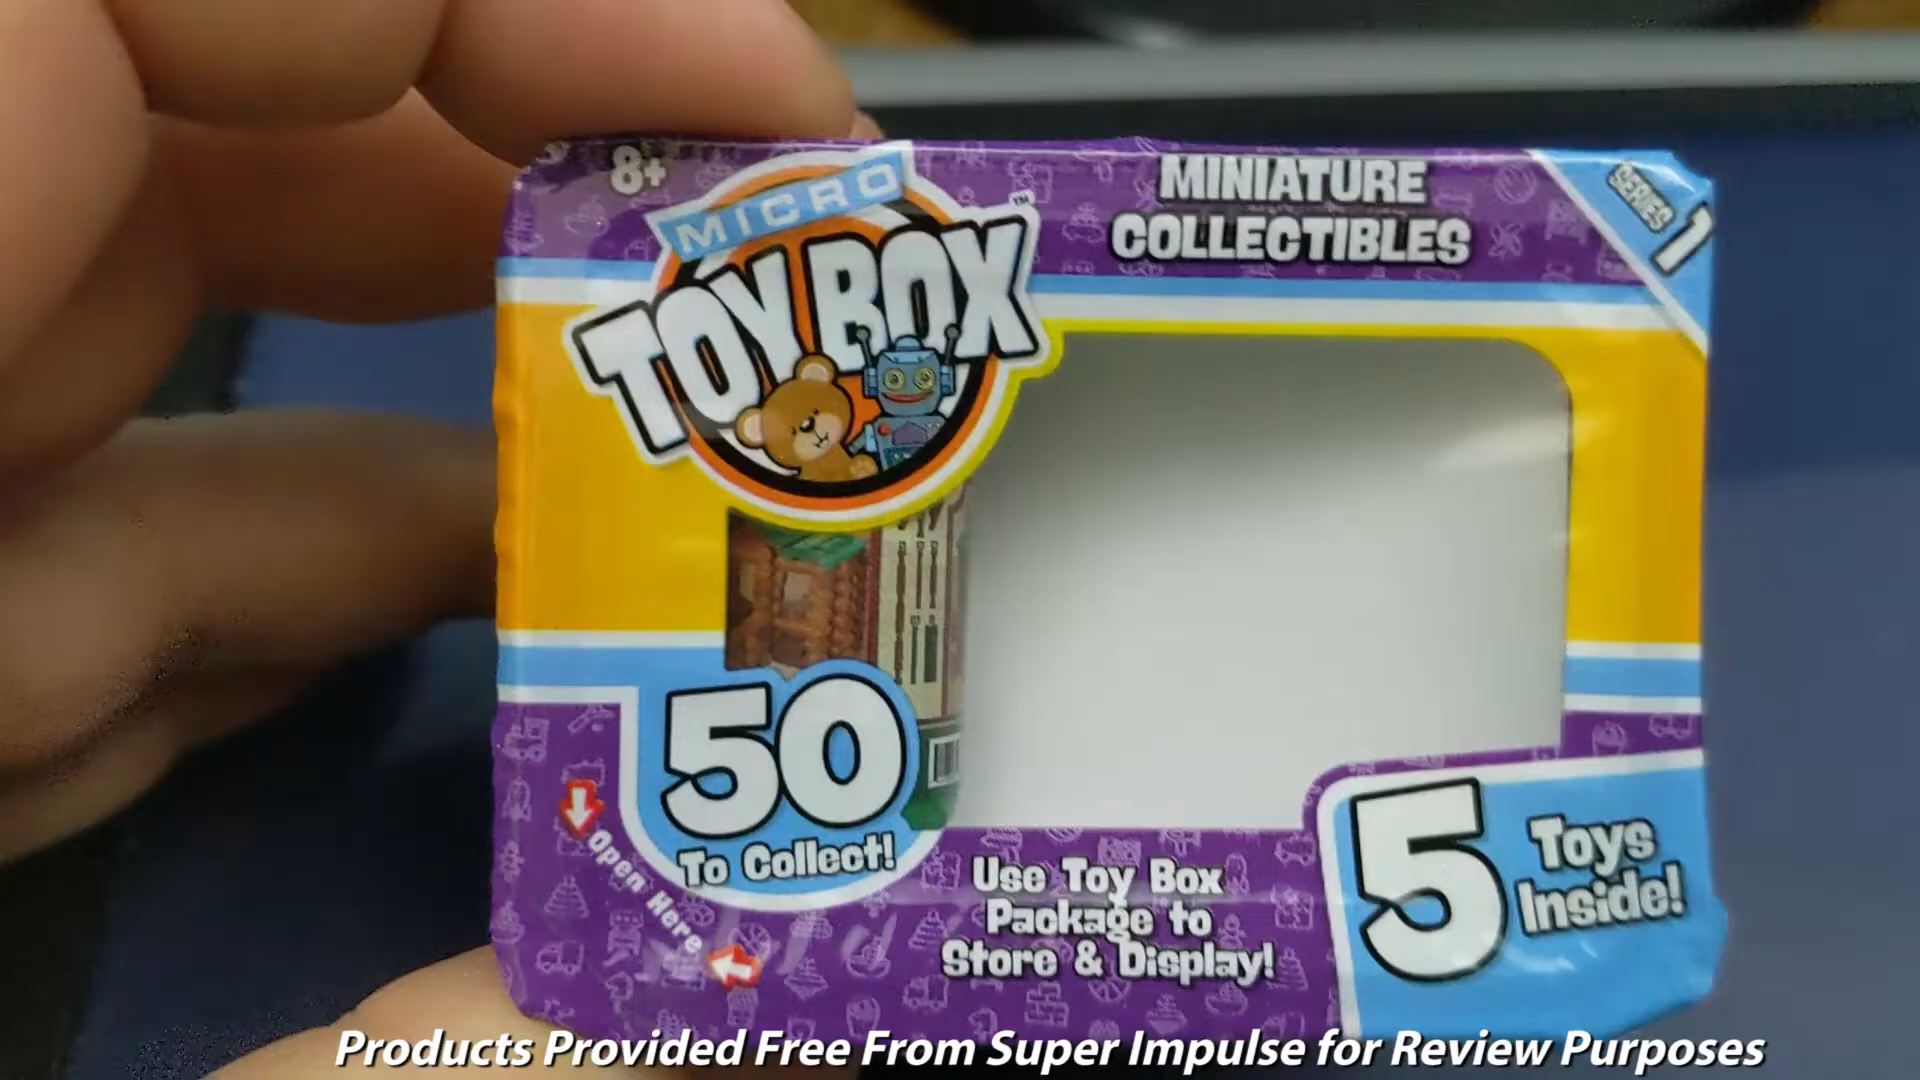 8+
MICRO
TOY BOX
™
MINIATURE
COLLECTIBLES
SERIES 1
50
To Collect!
Open Here
Use Toy Box
Package to
Store & Display!
5
Toys
Inside!
Products Provided Free From Super Impulse for Review Purposes